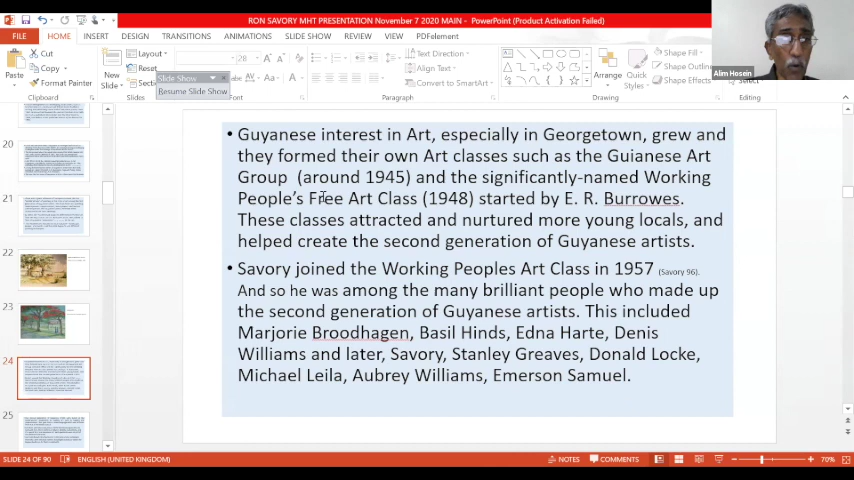 RON SAVORY MHT PRESENTATION November 7 2020 MAIN - PowerPoint (Product Activation Failed)
FILE HOME INSERT DESIGN TRANSITIONS ANIMATIONS SLIDE SHOW REVIEW VIEW PDFelement
Cut
Copy
Format Painter
Paste
Clipboard
New
Slide
Layout
Reset
Slides
Slide Show
Resume Slide Show
28
Font
Paragraph
Text Direction
Align Text
Convert to SmartArt
Arrange
Quick
Styles
Shape Fill
Shape Outline
Shape Effects
Editing
Alim Hosein
20
21
22
23
24
25
• Guyanese interest in Art, especially in Georgetown, grew and
they formed their own Art classes such as the Guianese Art
Group (around 1945) and the significantly-named Working
People's Free Art Class (1948) started by E. R. Burrowes.
These classes attracted and nurtured more young locals, and
helped create the second generation of Guyanese artists.
• Savory joined the Working Peoples Art Class in 1957 (Savory 96).
And so he was among the many brilliant people who made up
the second generation of Guyanese artists. This included
Marjorie Broodhagen, Basil Hinds, Edna Harte, Denis
Williams and later, Savory, Stanley Greaves, Donald Locke,
Michael Leila, Aubrey Williams, Emerson Samuel.
SLIDE 24 OF 90 ENGLISH (UNITED KINGDOM) NOTES COMMENTS 70%